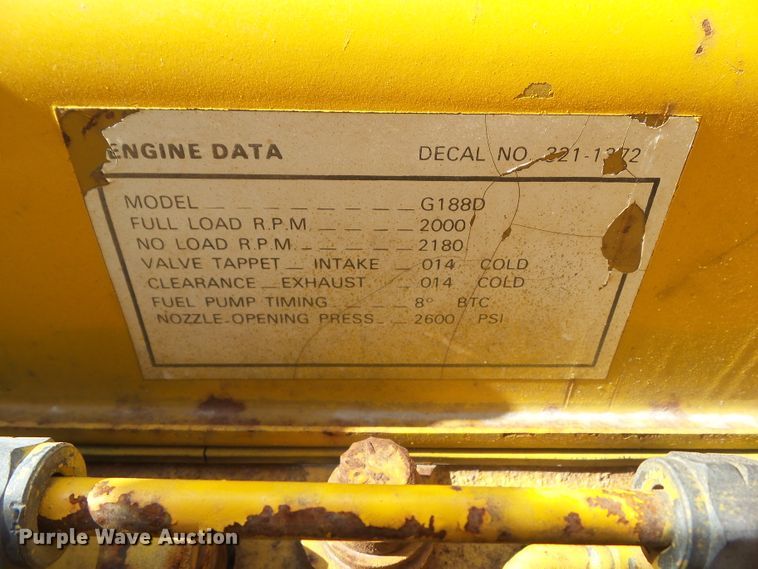 ENGINE DATA DECAL NO. 321-1372
MODEL G188D
FULL LOAD R.P.M 2000
NO LOAD R.P.M 2180
VALVE TAPPET INTAKE 014 COLD
CLEARANCE EXHAUST 014 COLD
FUEL PUMP TIMING 8° BTC
NOZZLE OPENING PRESS 2600 PSI
Purple Wave Auction